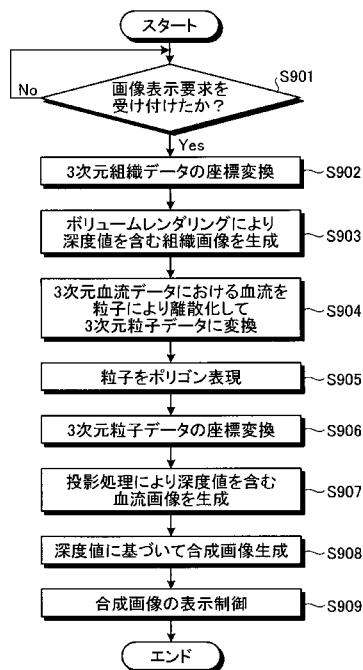 スタート
画像表示要求を
受け付けたか？
S901
No
Yes
3次元組織データの座標変換
S902
ボリュームレンダリングにより
深度値を含む組織画像を生成
S903
3次元血流データにおける血流を
粒子により離散化して
3次元粒子データに変換
S904
粒子をポリゴン表現
S905
3次元粒子データの座標変換
S906
投影処理により深度値を含む
血流画像を生成
S907
深度値に基づいて合成画像生成
S908
合成画像の表示制御
S909
エンド